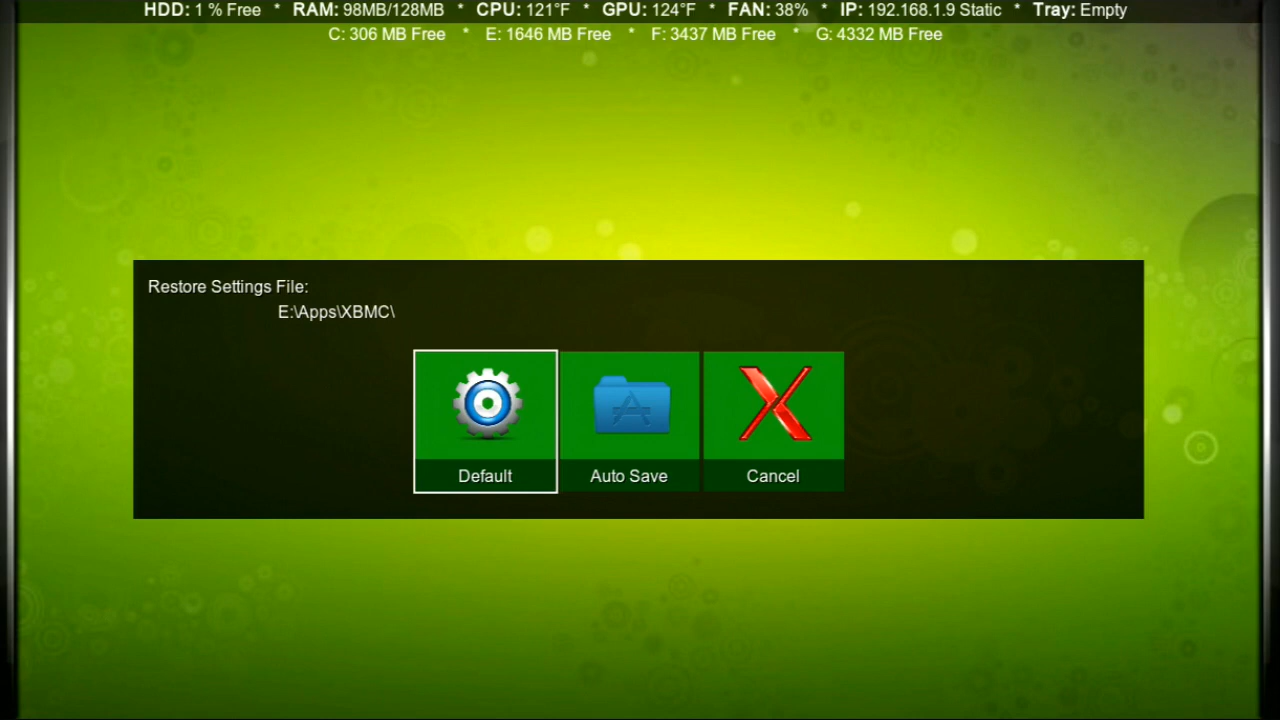 HDD: 1 % Free * RAM: 98MB/128MB * CPU: 121°F * GPU: 124°F * FAN: 38% * IP: 192.168.1.9 Static * Tray: Empty
C: 306 MB Free * E: 1646 MB Free * F: 3437 MB Free * G: 4332 MB Free
Restore Settings File:
E:\Apps\XBMC\
Default Auto Save Cancel